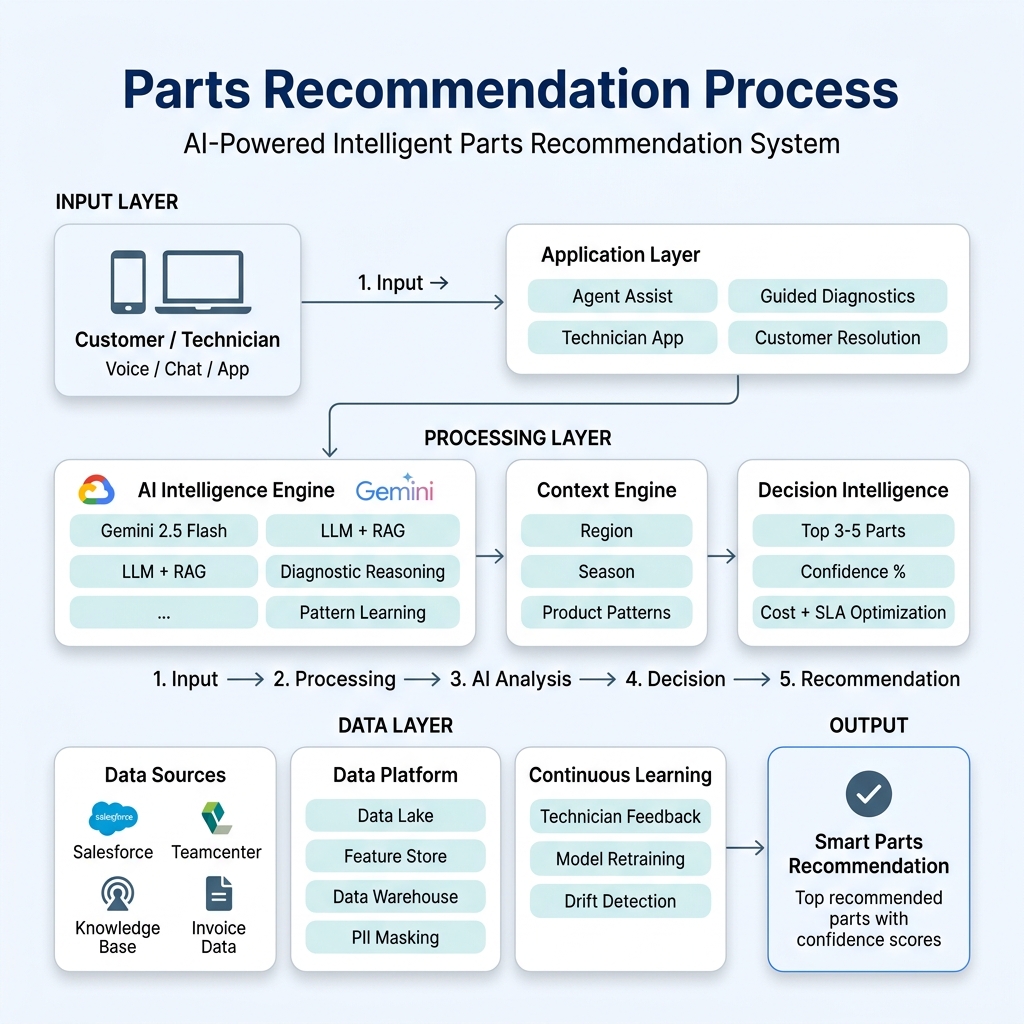 Parts Recommendation Process
AI-Powered Intelligent Parts Recommendation System
INPUT LAYER
Customer / Technician
Voice / Chat / App
1. Input →
Application Layer
Agent Assist
Guided Diagnostics
Technician App
Customer Resolution
PROCESSING LAYER
AI Intelligence Engine
Gemini
Gemini 2.5 Flash
LLM + RAG
LLM + RAG
Diagnostic Reasoning
...
Pattern Learning
Context Engine
Region
Season
Product Patterns
Decision Intelligence
Top 3-5 Parts
Confidence %
Cost + SLA Optimization
1. Input → 2. Processing → 3. AI Analysis → 4. Decision → 5. Recommendation
DATA LAYER
Data Sources
salesforce
Salesforce
Teamcenter
Knowledge
Base
Invoice
Data
Data Platform
Data Lake
Feature Store
Data Warehouse
PII Masking
Continuous Learning
Technician Feedback
Model Retraining
Drift Detection
OUTPUT
Smart Parts
Recommendation
Top recommended
parts with
confidence scores